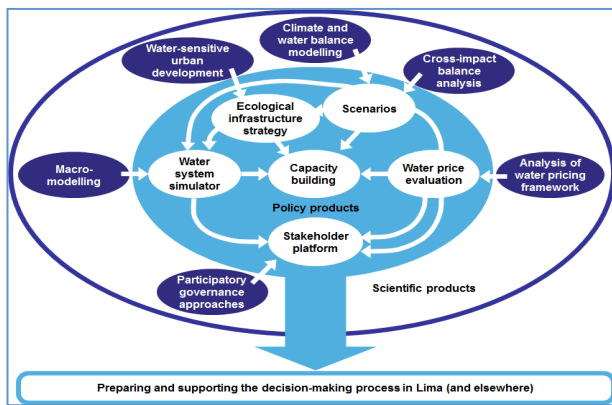 Climate and
water balance
modelling
Water-sensitive
urban
development
Cross-impact
balance
analysis
Ecological
infrastructure
strategy
Scenarios
Macro-
modelling
Water
system
simulator
Capacity
building
Water price
evaluation
Analysis of
water pricing
framework
Policy products
Stakeholder
platform
Participatory
governance
approaches
Scientific products
Preparing and supporting the decision-making process in Lima (and elsewhere)